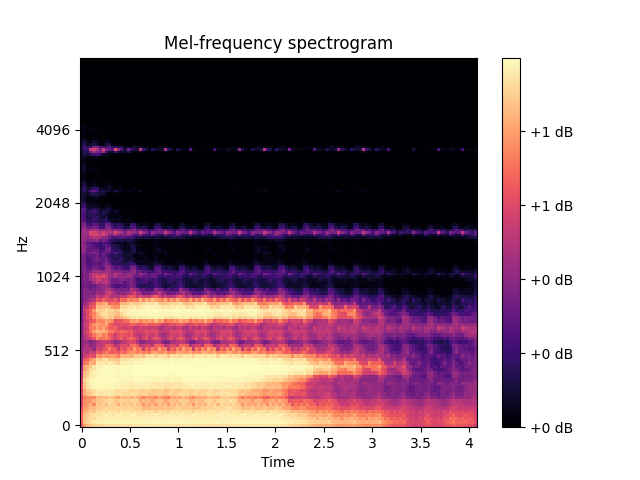 Mel-frequency spectrogram
4096
2048
1024
512
0
Hz
0
0.5
1
1.5
2
2.5
3
3.5
4
Time
+1 dB
+1 dB
+0 dB
+0 dB
+0 dB